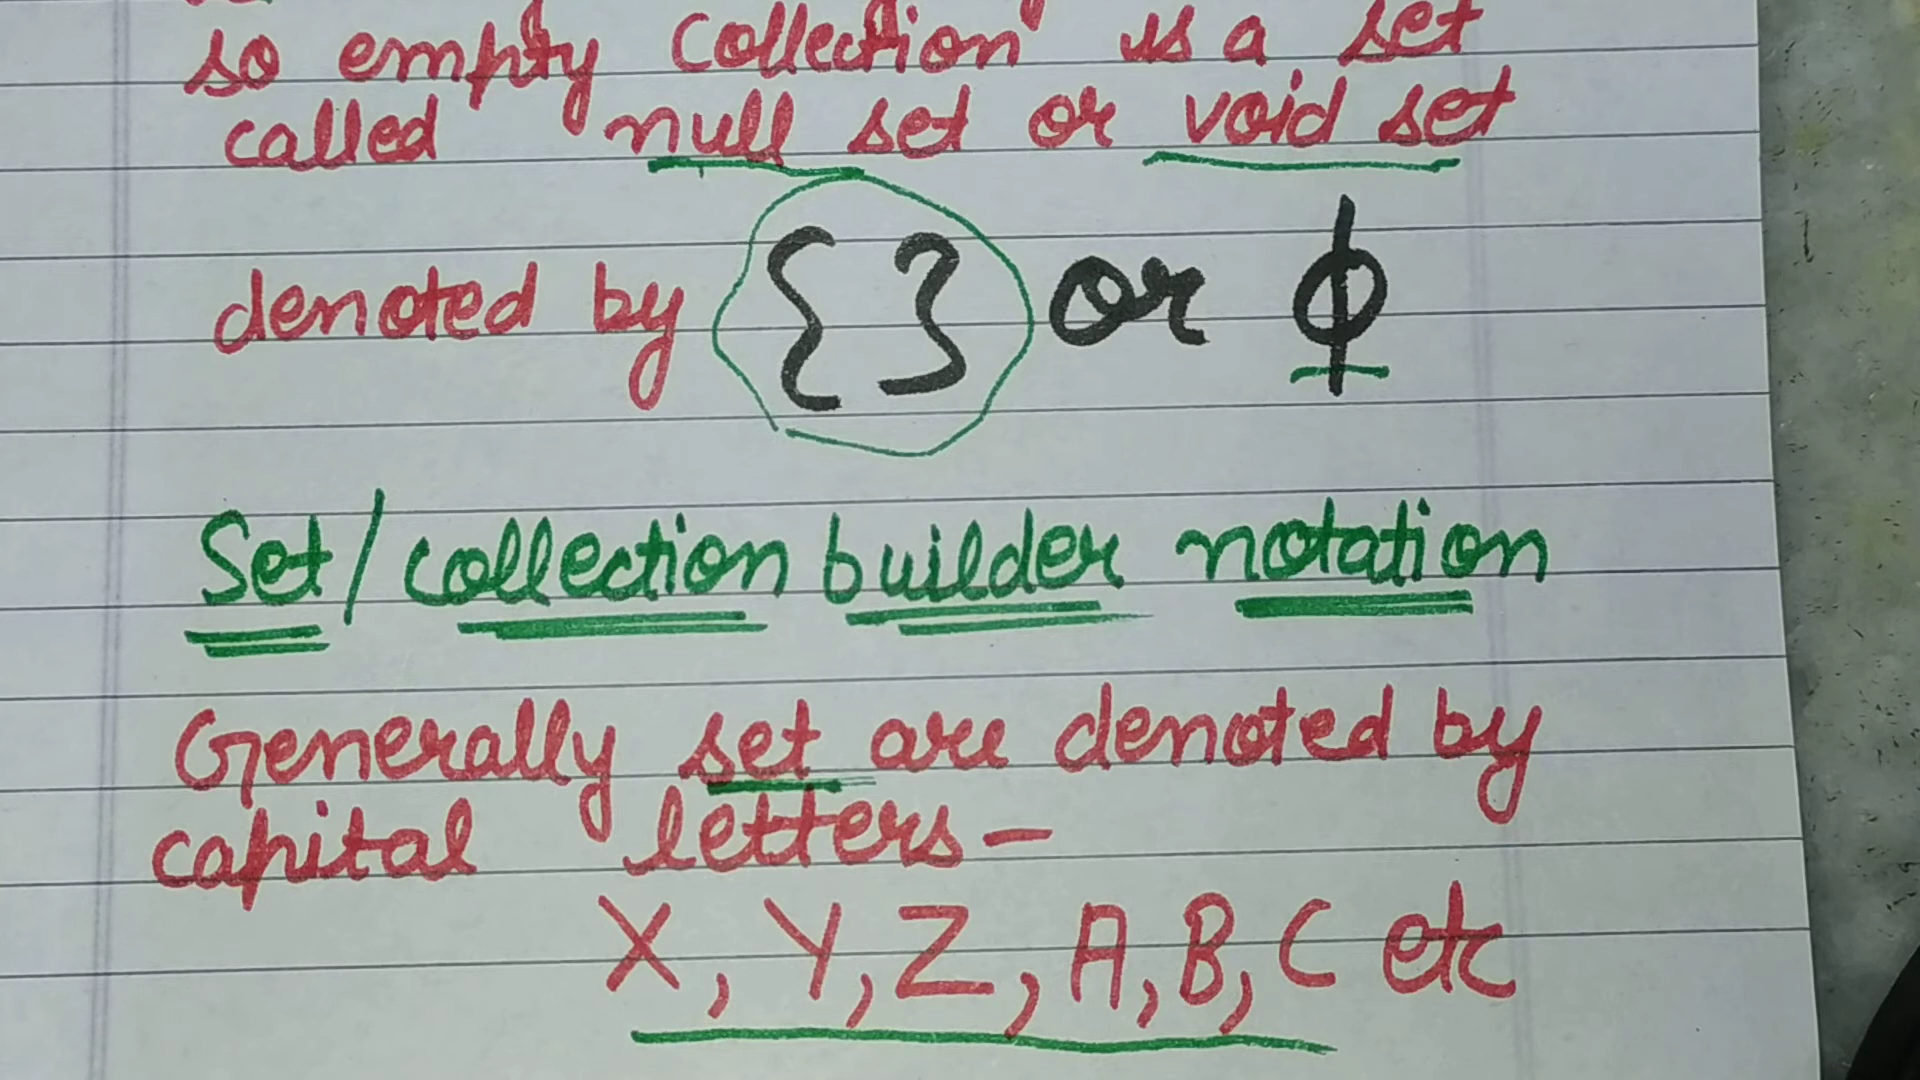 so empty collection is a set
called null set or void set
denoted by { } or ϕ
Set/collection builder notation
Generally set are denoted by
capital letters-
X, Y, Z, A, B, C etc